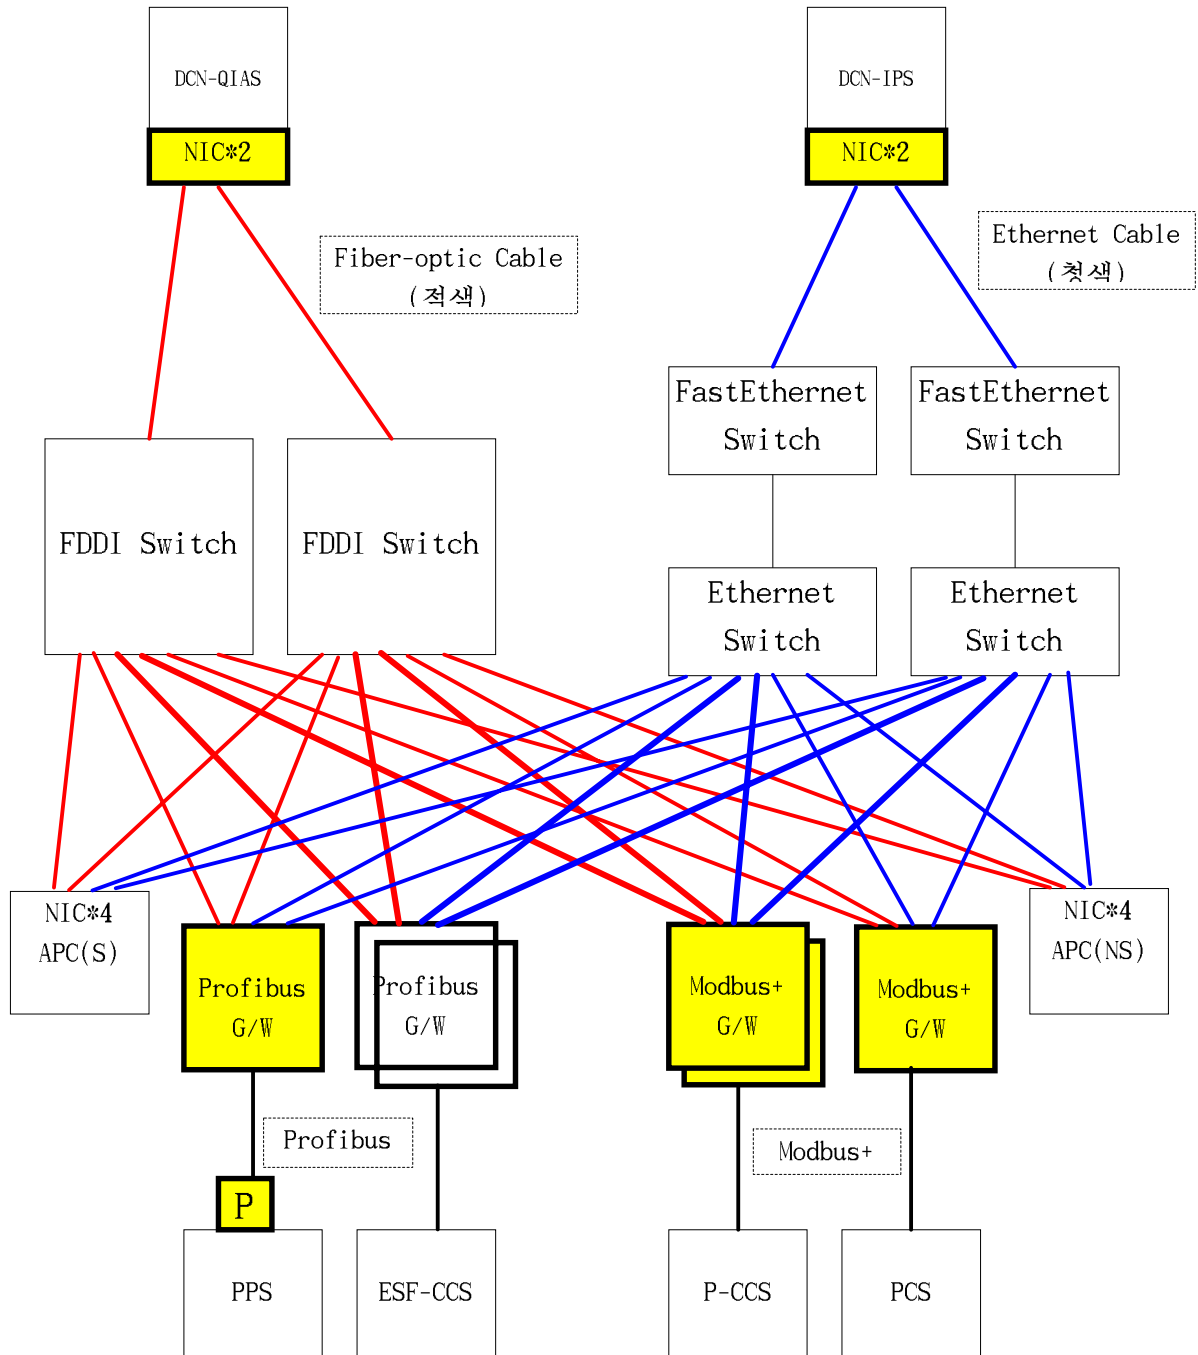 DCN-QIAS
NIC*2
DCN-IPS
NIC*2
Fiber-optic Cable
(적색)
Ethernet Cable
(청색)
FastEthernet
Switch
FastEthernet
Switch
FDDI Switch
FDDI Switch
Ethernet
Switch
Ethernet
Switch
NIC*4
APC(S)
Profibus
G/W
Profibus
G/W
Modbus+
G/W
Modbus+
G/W
NIC*4
APC(NS)
Profibus
Modbus+
P
PPS
ESF-CCS
P-CCS
PCS